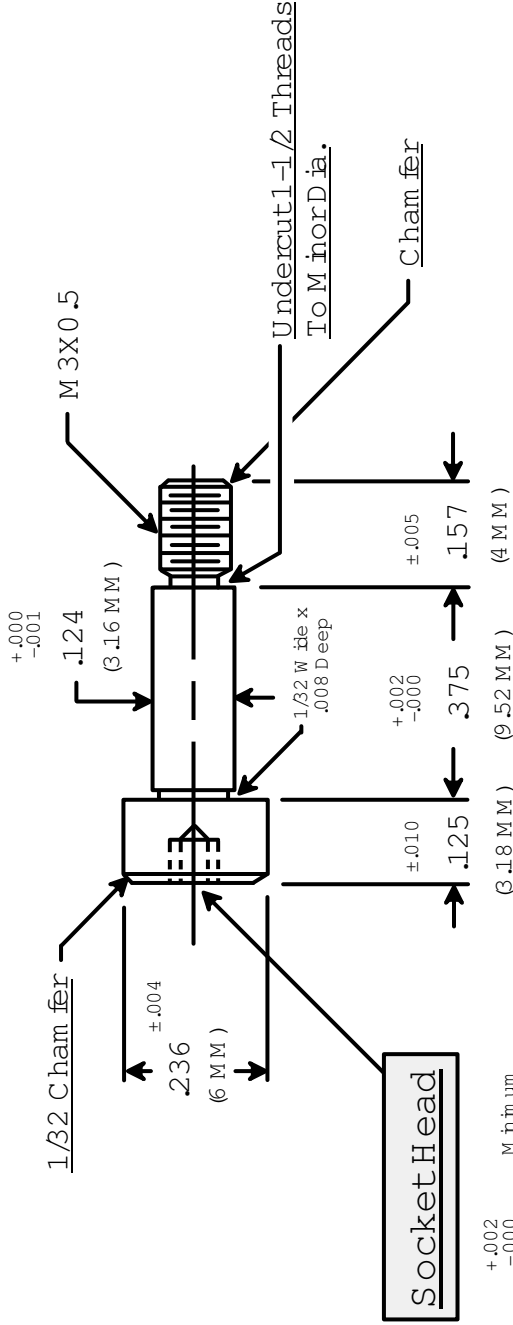 1/32 Chamfer
+.000
-.001
.124
(3.16 MM)
M3X0.5
±.004
.236
(6 MM)
1/32 Wide x
.008 Deep
Undercut 1-1/2 Threads
To Minor Dia.
Chamfer
±.010
.125
(3.18 MM)
+.002
-.000
.375
(9.52 MM)
±.005
.157
(4 MM)
Socket Head
+.002
-.000
Minimum